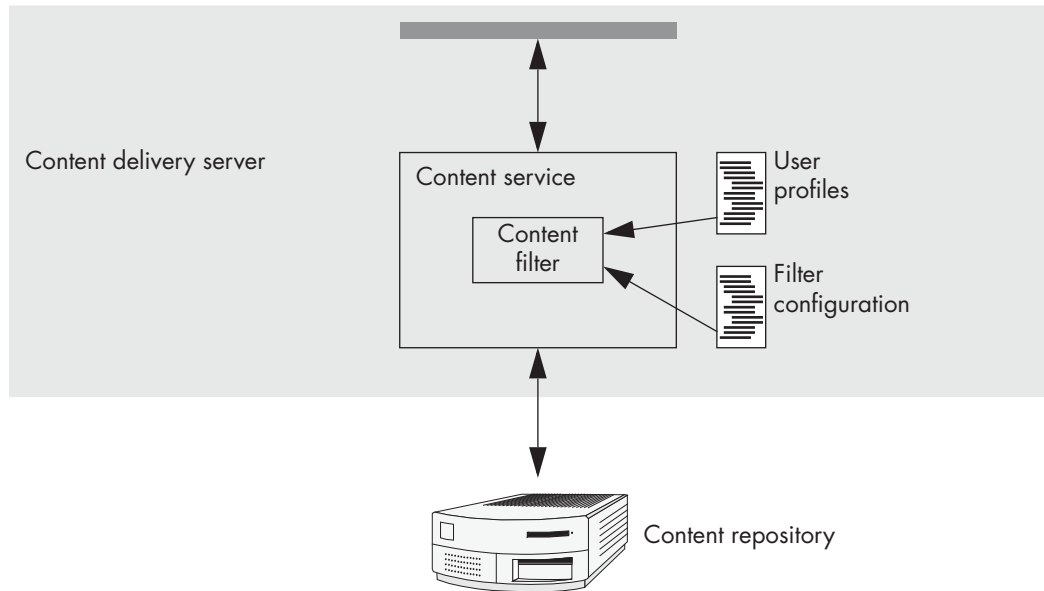 Content delivery server
Content service
Content
filter
User
profiles
Filter
configuration
Content repository